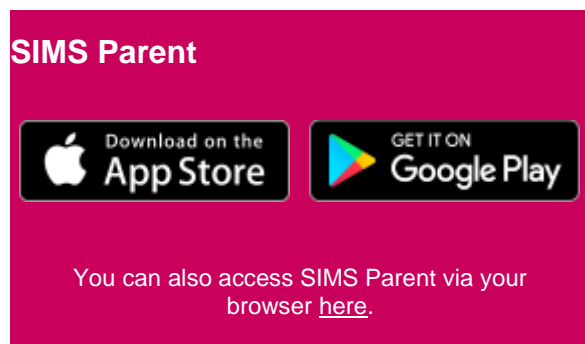 SIMS Parent
Download on the
App Store
GET IT ON
Google Play
You can also access SIMS Parent via your
browser here.